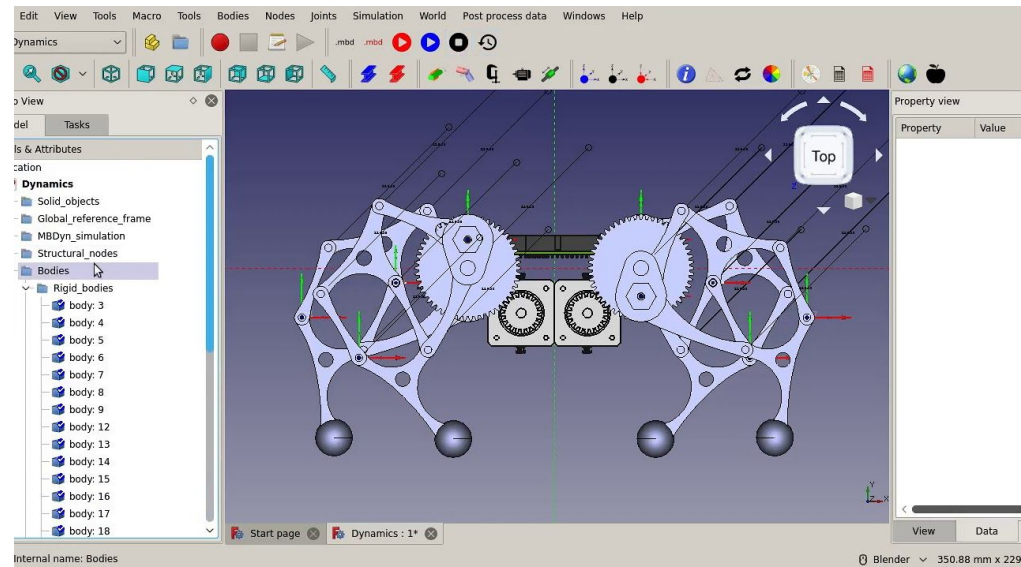 Edit View Tools Macro Tools Bodies Nodes Joints Simulation World Post process data Windows Help
Dynamics .mbd .mbd
o View
del Tasks
ls & Attributes
cation
Dynamics
Solid_objects
Global_reference_frame
MBDyn_simulation
Structural_nodes
Bodies
Rigid_bodies
body: 3
body: 4
body: 5
body: 6
body: 7
body: 8
body: 9
body: 12
body: 13
body: 14
body: 15
body: 16
body: 17
body: 18
Top
Z
Y
Z X
Property view
Property Value
View Data
Start page Dynamics : 1*
Internal name: Bodies
Blender 350.88 mm x 229